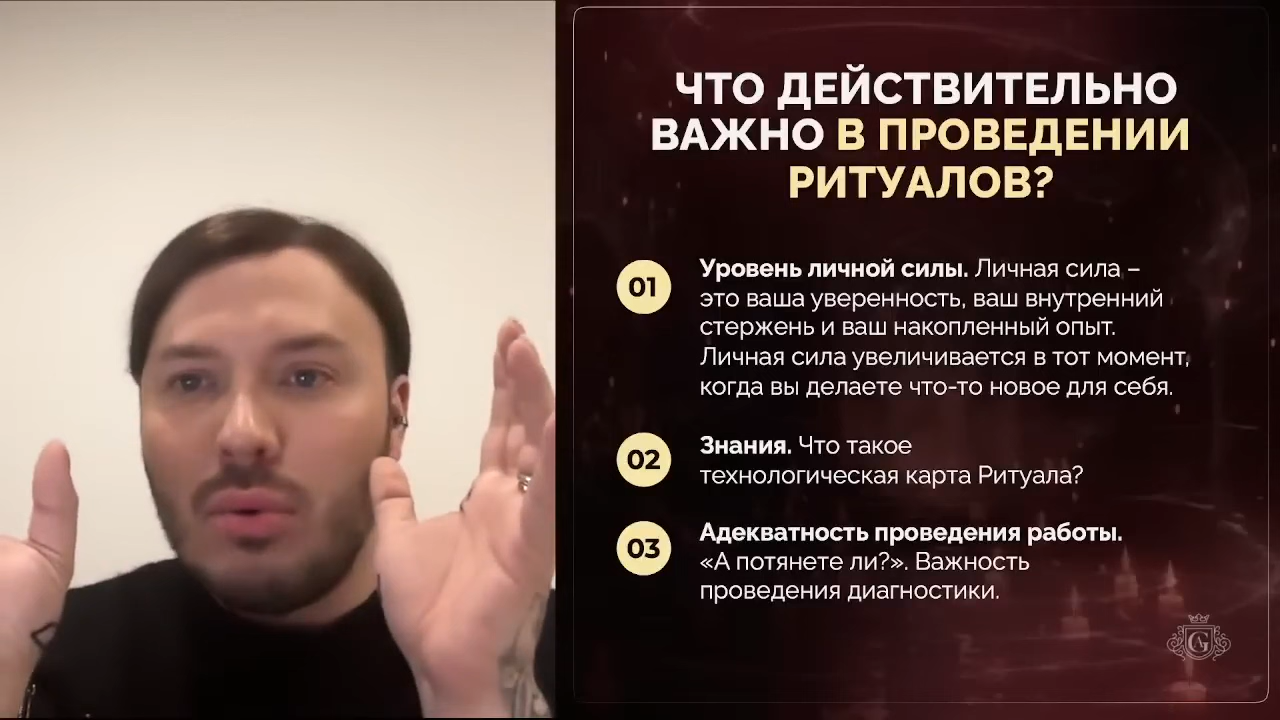 ЧТО ДЕЙСТВИТЕЛЬНО
ВАЖНО В ПРОВЕДЕНИИ
РИТУАЛОВ?
01
Уровень личной силы. Личная сила –
это ваша уверенность, ваш внутренний
стержень и ваш накопленный опыт.
Личная сила увеличивается в тот момент,
когда вы делаете что-то новое для себя.
02
Знания. Что такое
технологическая карта Ритуала?
03
Адекватность проведения работы.
«А потянете ли?». Важность
проведения диагностики.